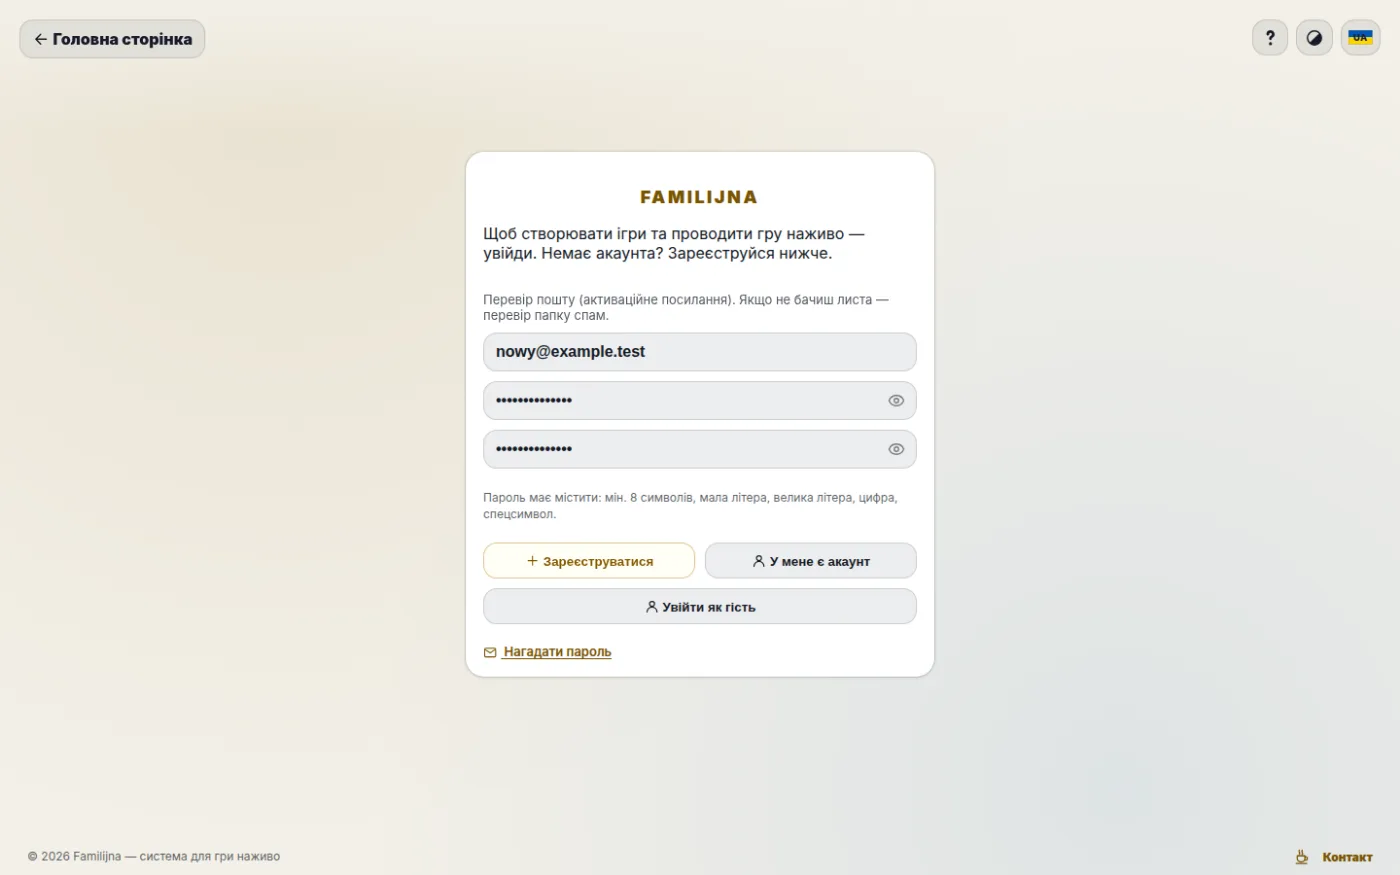 ← Головна сторінка
?
UA
FAMILIJNA
Щоб створювати ігри та проводити гру наживо —
увійди. Немає акаунта? Зареєструйся нижче.
Перевір пошту (активаційне посилання). Якщо не бачиш листа —
перевір папку спам.
nowy@example.test
••••••••••••••
••••••••••••••
Пароль має містити: мін. 8 символів, мала літера, велика літера, цифра,
спецсимвол.
+ Зареєструватися
У мене є акаунт
Увійти як гість
Нагадати пароль
© 2026 Familijna — система для гри наживо
Контакт